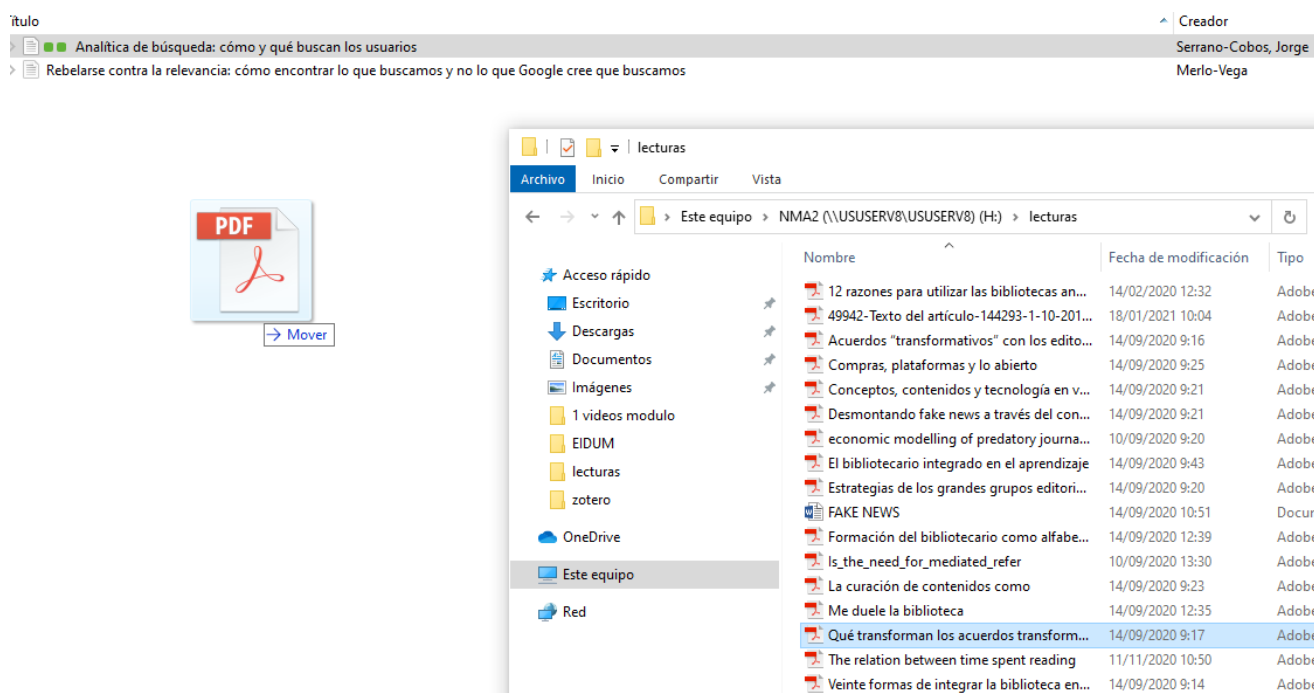 ítulo Creador
Analítica de búsqueda: cómo y qué buscan los usuarios Serrano-Cobos, Jorge
Rebelarse contra la relevancia: cómo encontrar lo que buscamos y no lo que Google cree que buscamos Merlo-Vega
PDF
→ Mover
lecturas
Archivo Inicio Compartir Vista
Este equipo > NMA2 (\\USUSERV8\USUSERV8) (H:) > lecturas
Acceso rápido
Escritorio
Descargas
Documentos
Imágenes
1 videos modulo
EIDUM
lecturas
zotero
OneDrive
Este equipo
Red
Nombre Fecha de modificación Tipo
12 razones para utilizar las bibliotecas an... 14/02/2020 12:32 Adobe
49942-Texto del artículo-144293-1-10-201... 18/01/2021 10:04 Adobe
Acuerdos "transformativos" con los edito... 14/09/2020 9:16 Adobe
Compras, plataformas y lo abierto 14/09/2020 9:25 Adobe
Conceptos, contenidos y tecnología en v... 14/09/2020 9:21 Adobe
Desmontando fake news a través del con... 14/09/2020 9:21 Adobe
economic modelling of predatory journa... 10/09/2020 9:20 Adobe
El bibliotecario integrado en el aprendizaje 14/09/2020 9:43 Adobe
Estrategias de los grandes grupos editori... 14/09/2020 9:20 Adobe
FAKE NEWS 14/09/2020 10:51 Docur
Formación del bibliotecario como alfabe... 14/09/2020 12:39 Adobe
Is_the_need_for_mediated_refer 10/09/2020 13:30 Adobe
La curación de contenidos como 14/09/2020 9:23 Adobe
Me duele la biblioteca 14/09/2020 12:35 Adobe
Qué transforman los acuerdos transform... 14/09/2020 9:17 Adobe
The relation between time spent reading 11/11/2020 10:50 Adobe
Veinte formas de integrar la biblioteca en... 14/09/2020 9:14 Adobe